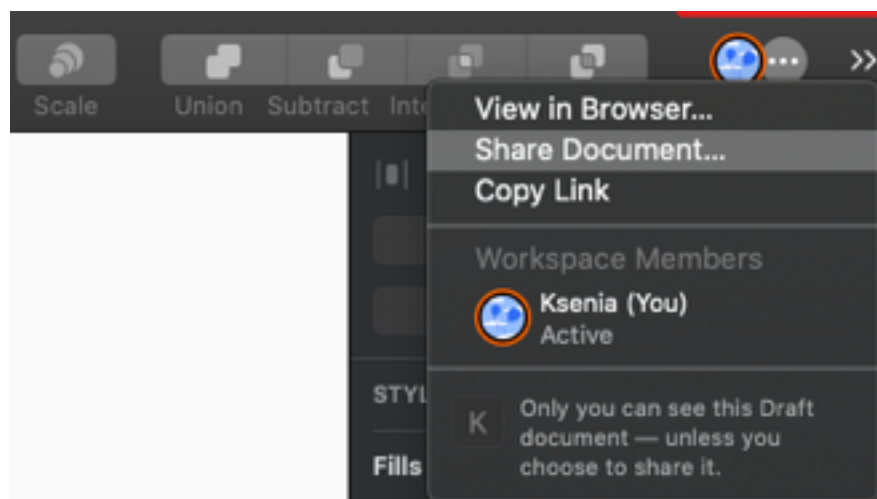 Scale
Union
Subtract
View in Browser...
Share Document...
Copy Link
Workspace Members
Ksenia (You)
Active
K
Only you can see this Draft
document — unless you
choose to share it.
Fills